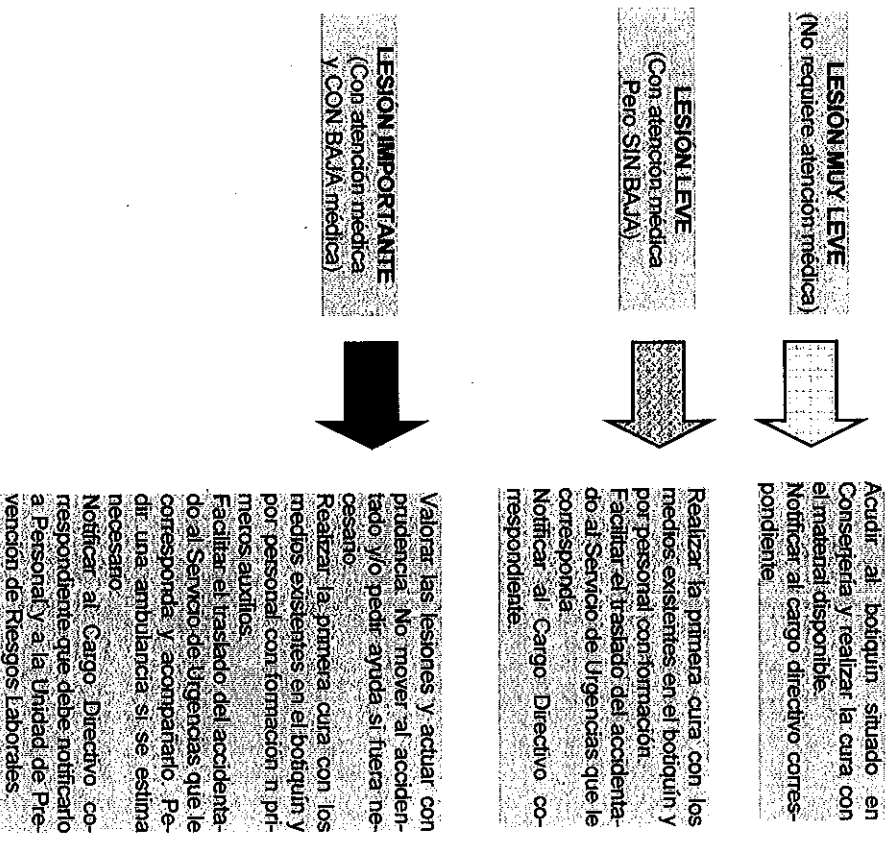 LESIÓN MUY LEVE
(No requiere atención médica)
Acudir al botiquín situado en
Conserjería y realizar la cura con
el material disponible.
Notificar al cargo directivo corres-
pondiente
LESIÓN LEVE
(Con atención médica
Pero SIN BAJA)
Realizar la primera cura con los
medios existentes en el botiquín y
por personal con formación.
Facilitar el traslado del accidenta-
do al Servicio de Urgencias que le
corresponda
Notificar al Cargo Directivo co-
rrespondiente.
LESIÓN IMPORTANTE
(Con atención médica
y CON BAJA médica)
Valorar las lesiones y actuar con
prudencia. No mover al acciden-
tado y/o pedir ayuda si fuera ne-
cesario.
Realizar la primera cura con los
medios existentes en el botiquín y
por personal con formación n pri-
meros auxilios.
Facilitar el traslado del accidenta-
do al Servicio de Urgencias que le
corresponda y acompañarlo. Pe-
dir una ambulancia si se estima
necesario.
Notificar al Cargo Directivo co-
rrespondiente que debe notificarlo
a Personal y a la Unidad de Pre-
vención de Riesgos Laborales.